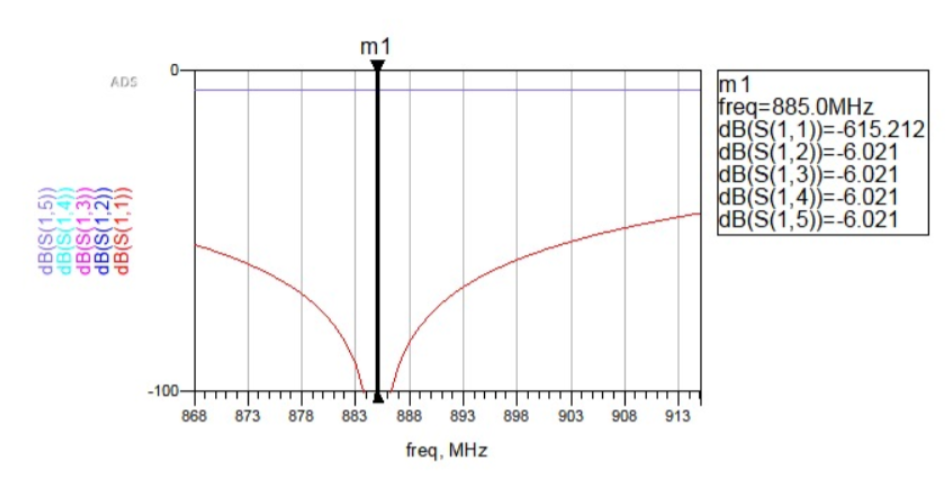 m1
ADS
0
-100
dB(S(1,5))
dB(S(1,4))
dB(S(1,3))
dB(S(1,2))
dB(S(1,1))
868 873 878 883 888 893 898 903 908 913
freq, MHz
m1
freq=885.0MHz
dB(S(1,1))=-615.212
dB(S(1,2))=-6.021
dB(S(1,3))=-6.021
dB(S(1,4))=-6.021
dB(S(1,5))=-6.021